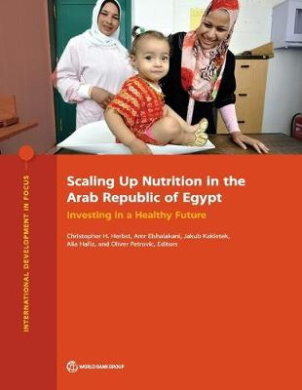 Scaling Up Nutrition in the
Arab Republic of Egypt
Investing in a Healthy Future
Christopher H. Herbst, Amr Elshalakani, Jakub Kakietek,
Alia Hafiz, and Oliver Petrovic, Editors
INTERNATIONAL DEVELOPMENT IN FOCUS
WORLD BANK GROUP